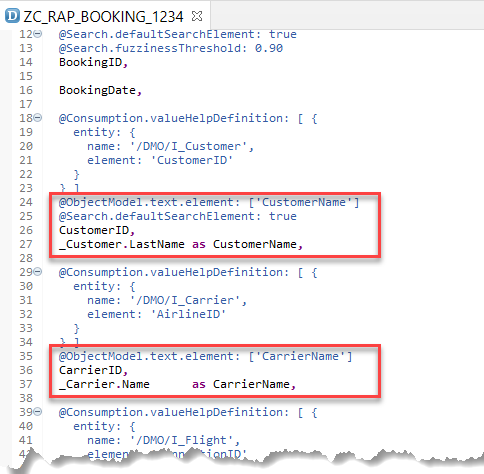 ZC_RAP_BOOKING_1234
12 @Search.defaultSearchElement: true
13 @Search.fuzzinessThreshold: 0.90
14 BookingID,
15
16 BookingDate,
17
18 @Consumption.valueHelpDefinition: [ {
19 entity: {
20 name: '/DMO/I_Customer',
21 element: 'CustomerID'
22 }
23 } ]
24 @ObjectModel.text.element: ['CustomerName']
25 @Search.defaultSearchElement: true
26 CustomerID,
27 _Customer.LastName as CustomerName,
28
29 @Consumption.valueHelpDefinition: [ {
30 entity: {
31 name: '/DMO/I_Carrier',
32 element: 'AirlineID'
33 }
34 } ]
35 @ObjectModel.text.element: ['CarrierName']
36 CarrierID,
37 _Carrier.Name as CarrierName,
38
39 @Consumption.valueHelpDefinition: [ {
40 entity: {
41 name: '/DMO/I_Flight',